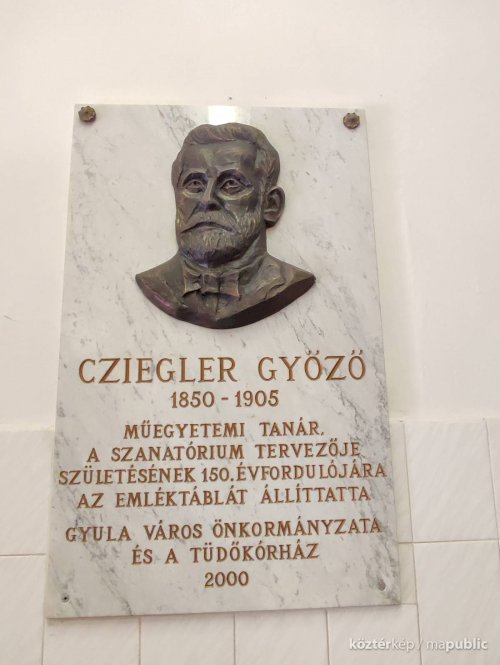 CZIEGLER GYŐZŐ
1850 - 1905
MŰEGYETEMI TANÁR,
A SZANATÓRIUM TERVEZŐJE
SZÜLETÉSÉNEK 150. ÉVFORDULÓJÁRA
AZ EMLÉKTÁBLÁT ÁLLÍTTATTA
GYULA VÁROS ÖNKORMÁNYZATA
ÉS A TÜDŐKÓRHÁZ
2000
köztérkép / mapublic